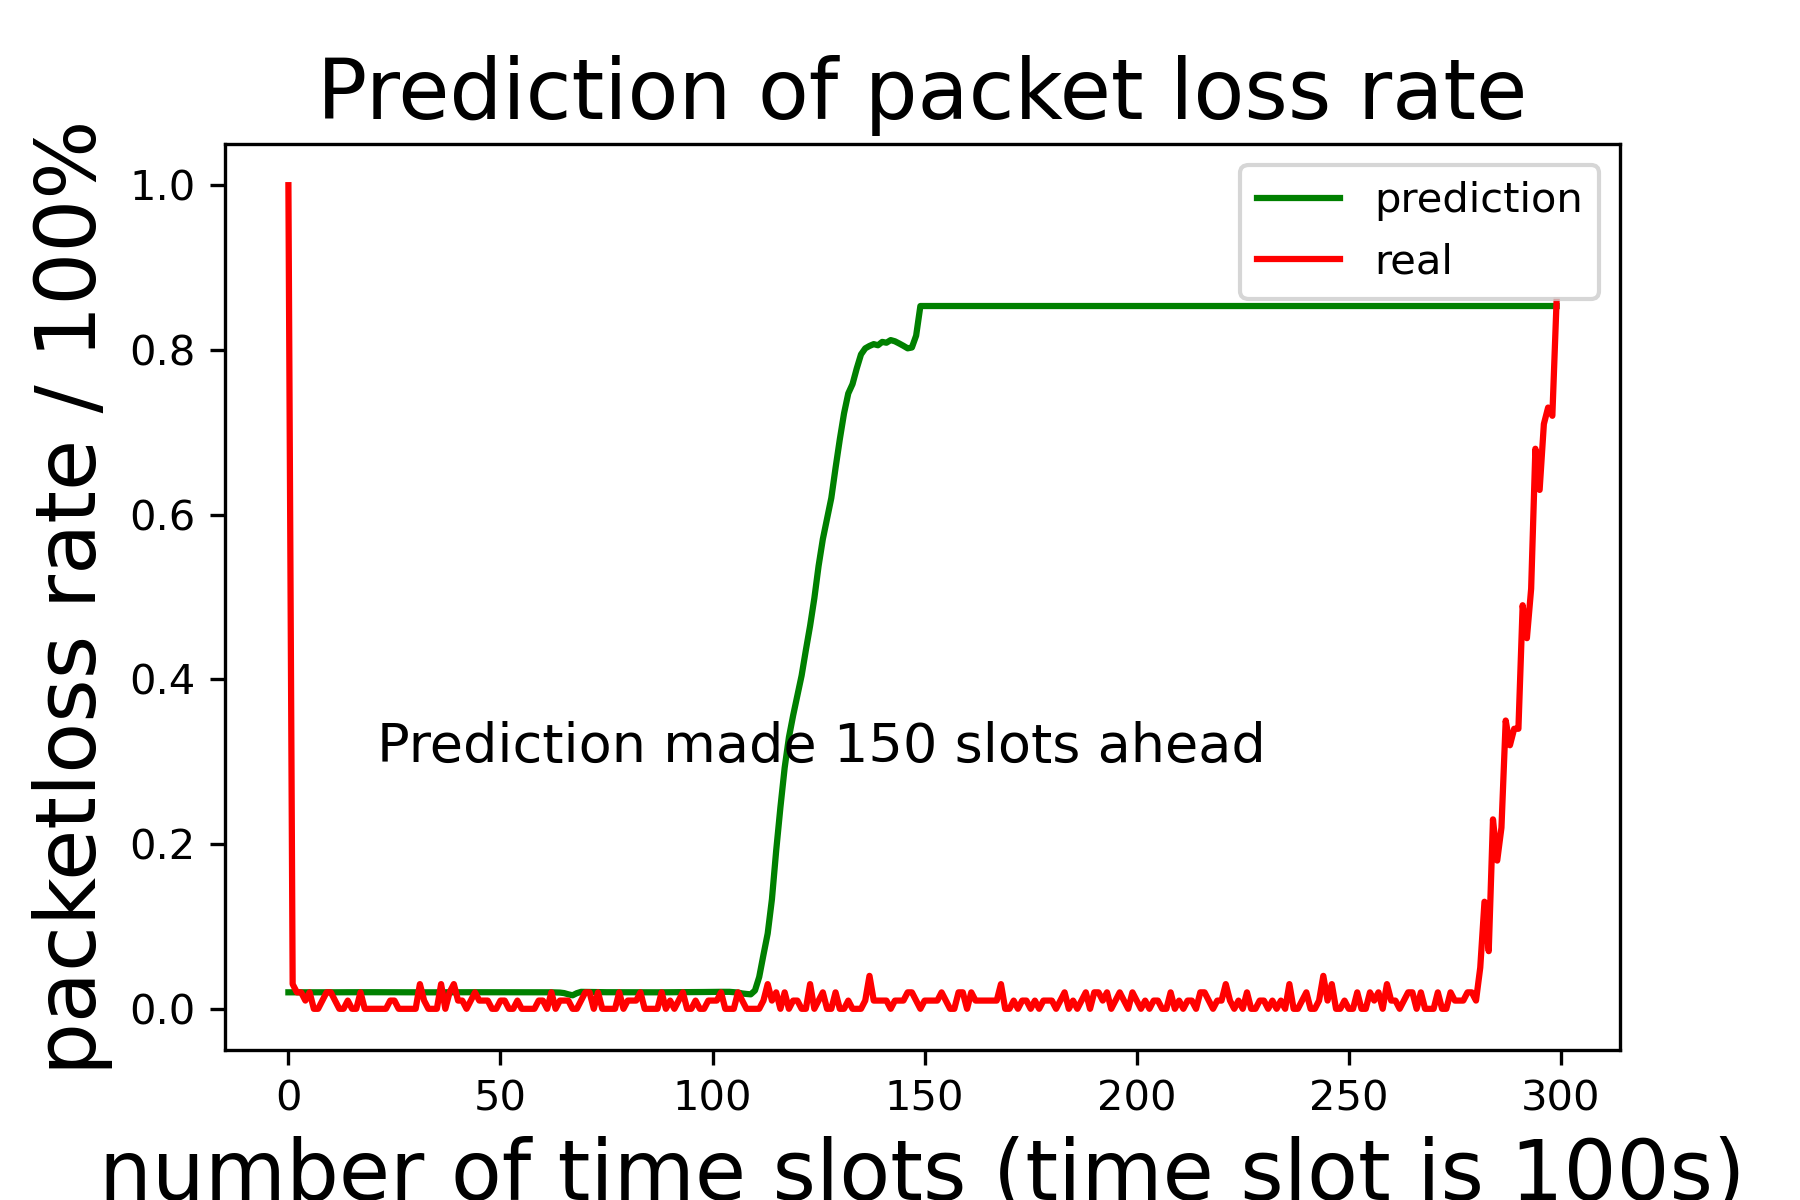 Prediction of packet loss rate
packetloss rate / 100%
1.0
0.8
0.6
0.4
0.2
0.0
prediction
real
Prediction made 150 slots ahead
0 50 100 150 200 250 300
number of time slots (time slot is 100s)